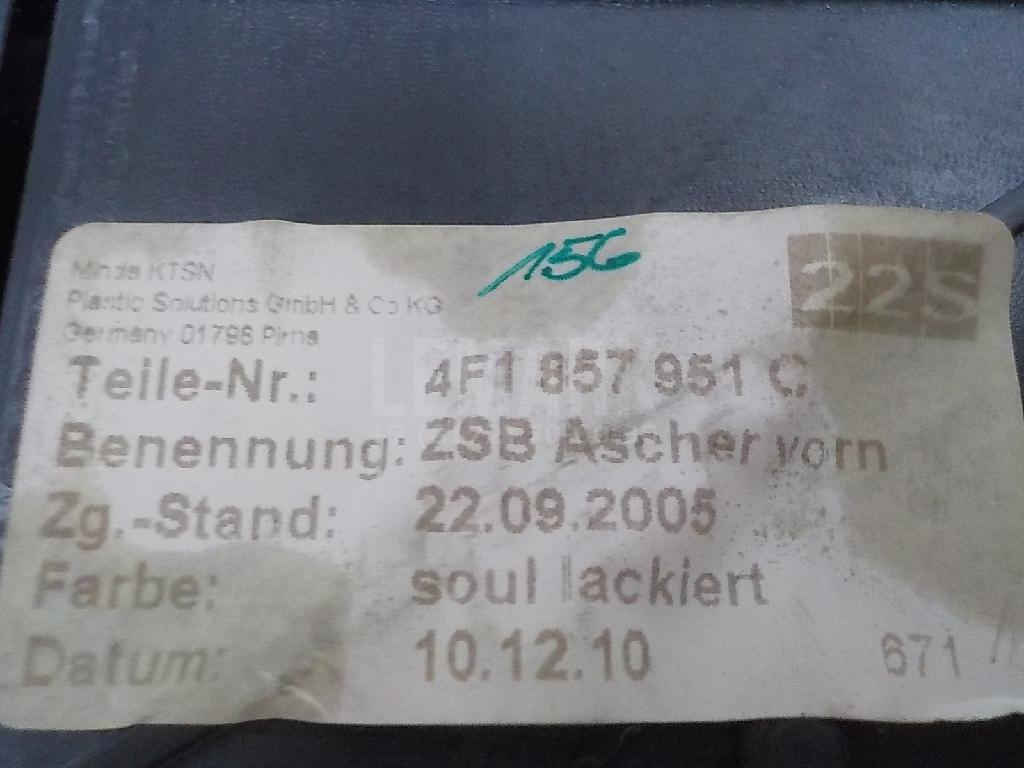 156
22S
Minda KTSN
Plastic Solutions GmbH & Co KG
Germany 01796 Pirna
Teile-Nr.: 4F1 857 951 C
Benennung: ZSB Ascher vorn
Zg.-Stand: 22.09.2005
Farbe: soul lackiert
Datum: 10.12.10 671